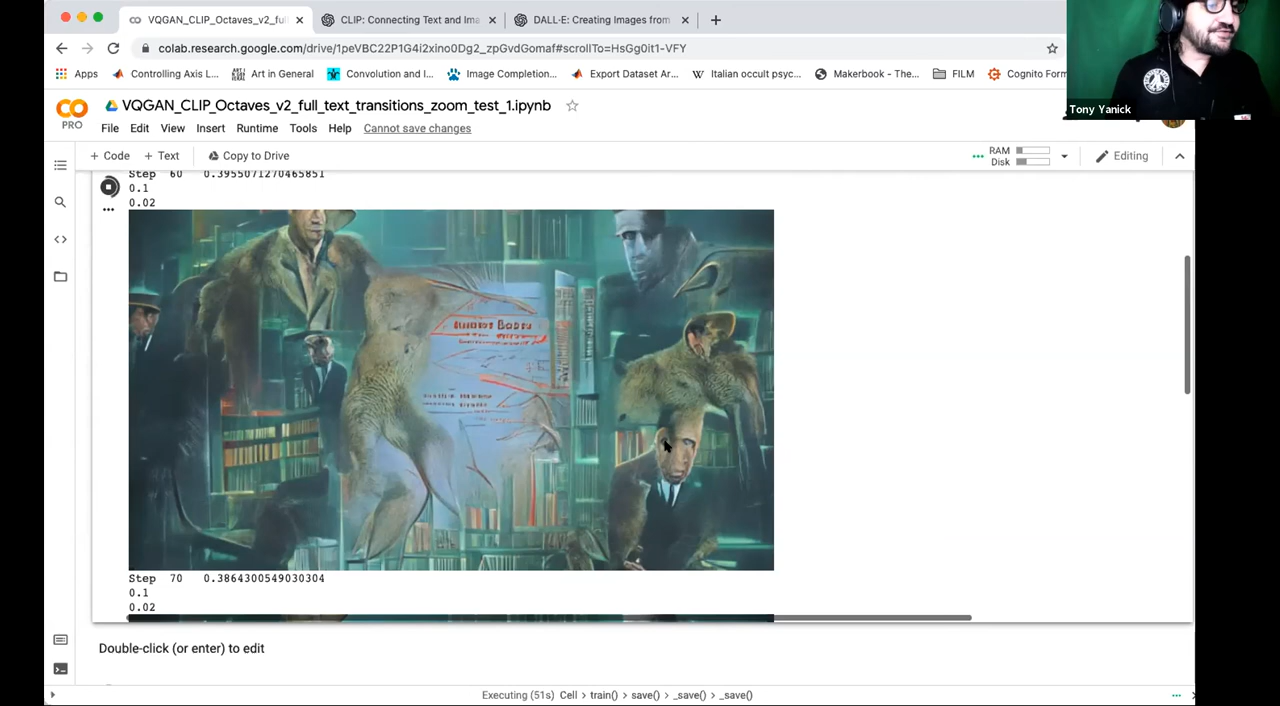 VQGAN_CLIP_Octaves_v2_ful
CLIP: Connecting Text and Ima
DALL·E: Creating Images from
colab.research.google.com/drive/1peVBC22P1G4i2xino0Dg2_zpGvdGomaf#scrollTo=HsGg0it1-VFY
Apps
Controlling Axis L...
Art in General
Convolution and I...
Image Completion...
Export Dataset Ar...
Italian occult psyc...
Makerbook - The...
FILM
Cognito Form
Tony Yanick
VQGAN_CLIP_Octaves_v2_full_text_transitions_zoom_test_1.ipynb
PRO
File Edit View Insert Runtime Tools Help Cannot save changes
+ Code + Text Copy to Drive
RAM
Disk
Editing
Step 60 0.3955071270465851
0.1
0.02
Step 70 0.3864300549030304
0.1
0.02
Double-click (or enter) to edit
Executing (51s) Cell > train() > save() > _save() > _save()